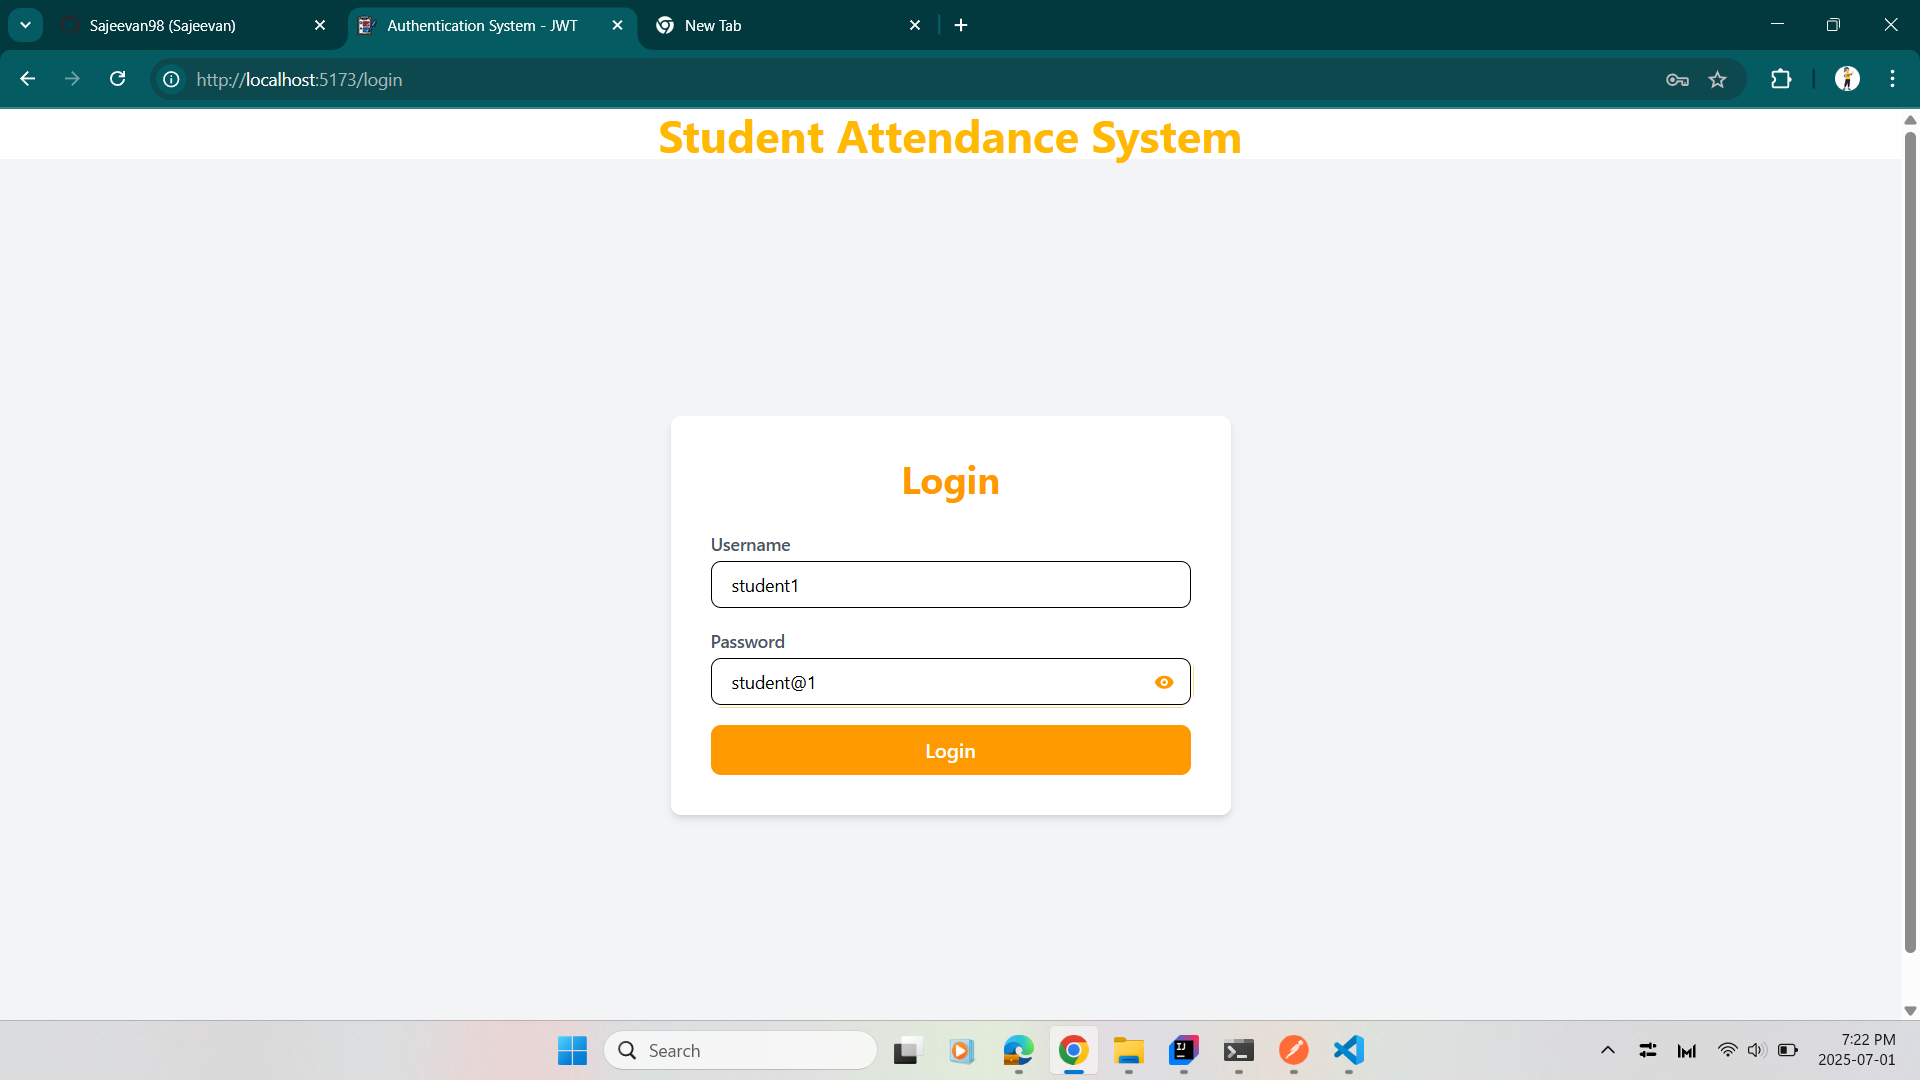 Sajeevan98 (Sajeevan)
Authentication System - JWT
New Tab
http://localhost:5173/login
Student Attendance System
Login
Username
student1
Password
student@1
Login
Search
7:22 PM
2025-07-01